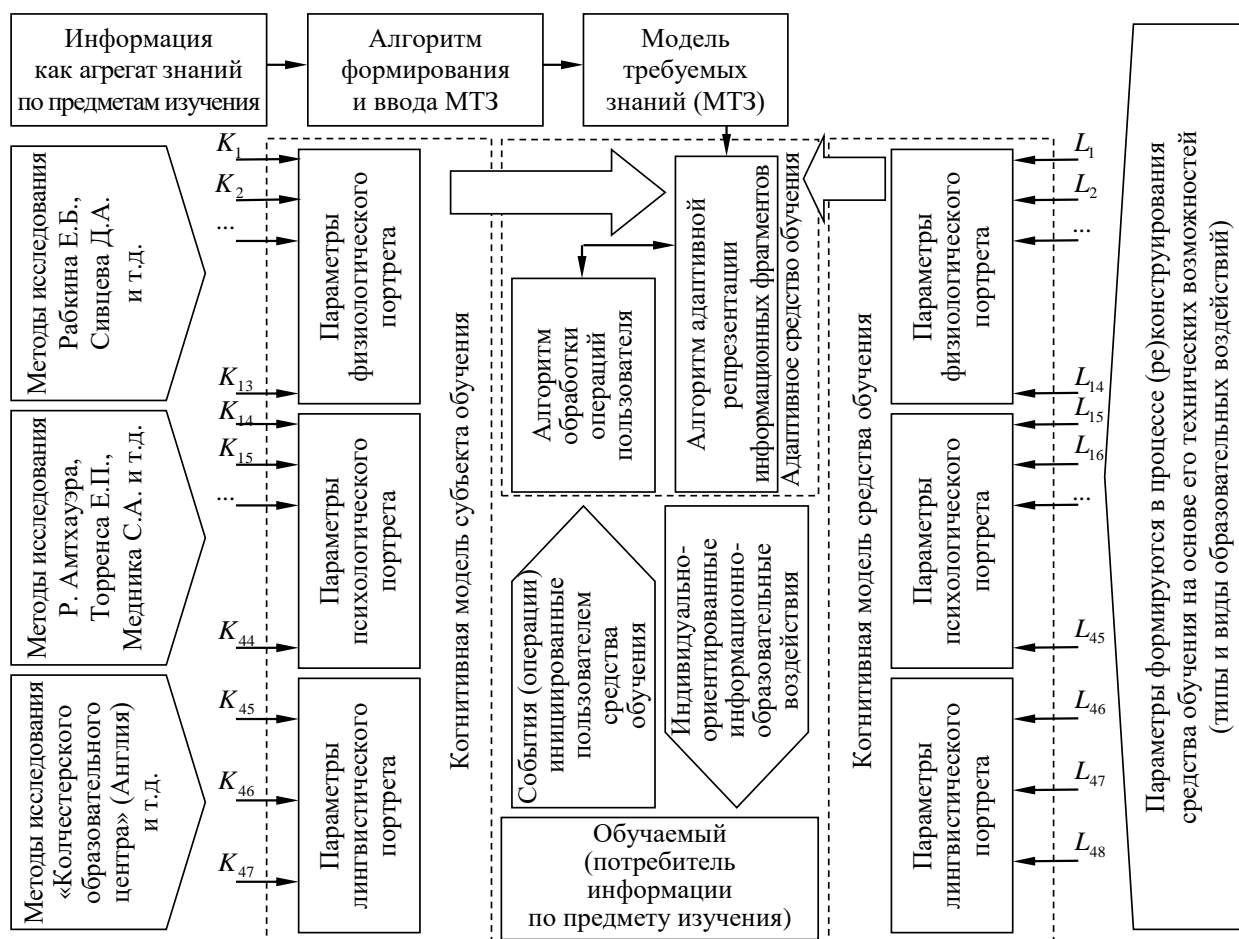 Информация
как агрегат знаний
по предметам изучения
Алгоритм
формирования
и ввода МТЗ
Модель
требуемых
знаний (МТЗ)
Методы исследования
Рабкина Е.Б.,
Сивцева Д.А.
и т.д.
K1
K2
...
K13
Параметры
физиологического
портрета
Методы исследования
Р. Амтхауэра,
Торренса Е.П.,
Медника С.А. и т.д.
K14
K15
...
K44
Параметры
психологического
портрета
Методы исследования
«Колчестерского
образовательного
центра» (Англия)
и т.д.
K45
K46
K47
Параметры
лингвистического
портрета
Когнитивная модель субъекта обучения
Алгоритм
обработки
операций
пользователя
Алгоритм адаптивной
репрезентации
информационных фрагментов
Адаптивное средство обучения
События (операции)
инициированные
пользователем
средства
обучения
Индивидуально-
ориентированные
информационно-
образовательные
воздействия
Обучаемый
(потребитель
информации
по предмету изучения)
Когнитивная модель средства обучения
Параметры
физиологического
портрета
L1
L2
...
L14
Параметры
психологического
портрета
L15
L16
...
L45
Параметры
лингвистического
портрета
L46
L47
L48
Параметры формируются в процессе (ре)конструирования
средства обучения на основе его технических возможностей
(типы и виды образовательных воздействий)